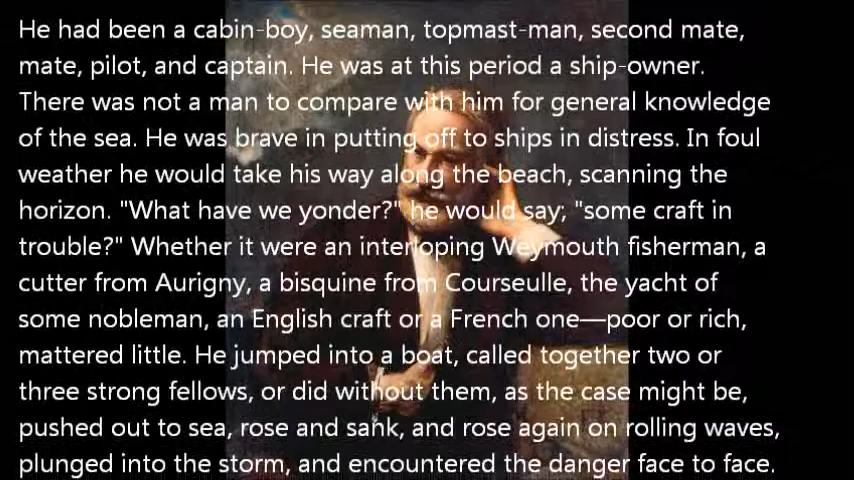 He had been a cabin-boy, seaman, topmast-man, second mate,
mate, pilot, and captain. He was at this period a ship-owner.
There was not a man to compare with him for general knowledge
of the sea. He was brave in putting off to ships in distress. In foul
weather he would take his way along the beach, scanning the
horizon. "What have we yonder?" he would say; "some craft in
trouble?" Whether it were an interloping Weymouth fisherman, a
cutter from Aurigny, a bisquine from Courseulle, the yacht of
some nobleman, an English craft or a French one—poor or rich,
mattered little. He jumped into a boat, called together two or
three strong fellows, or did without them, as the case might be,
pushed out to sea, rose and sank, and rose again on rolling waves,
plunged into the storm, and encountered the danger face to face.